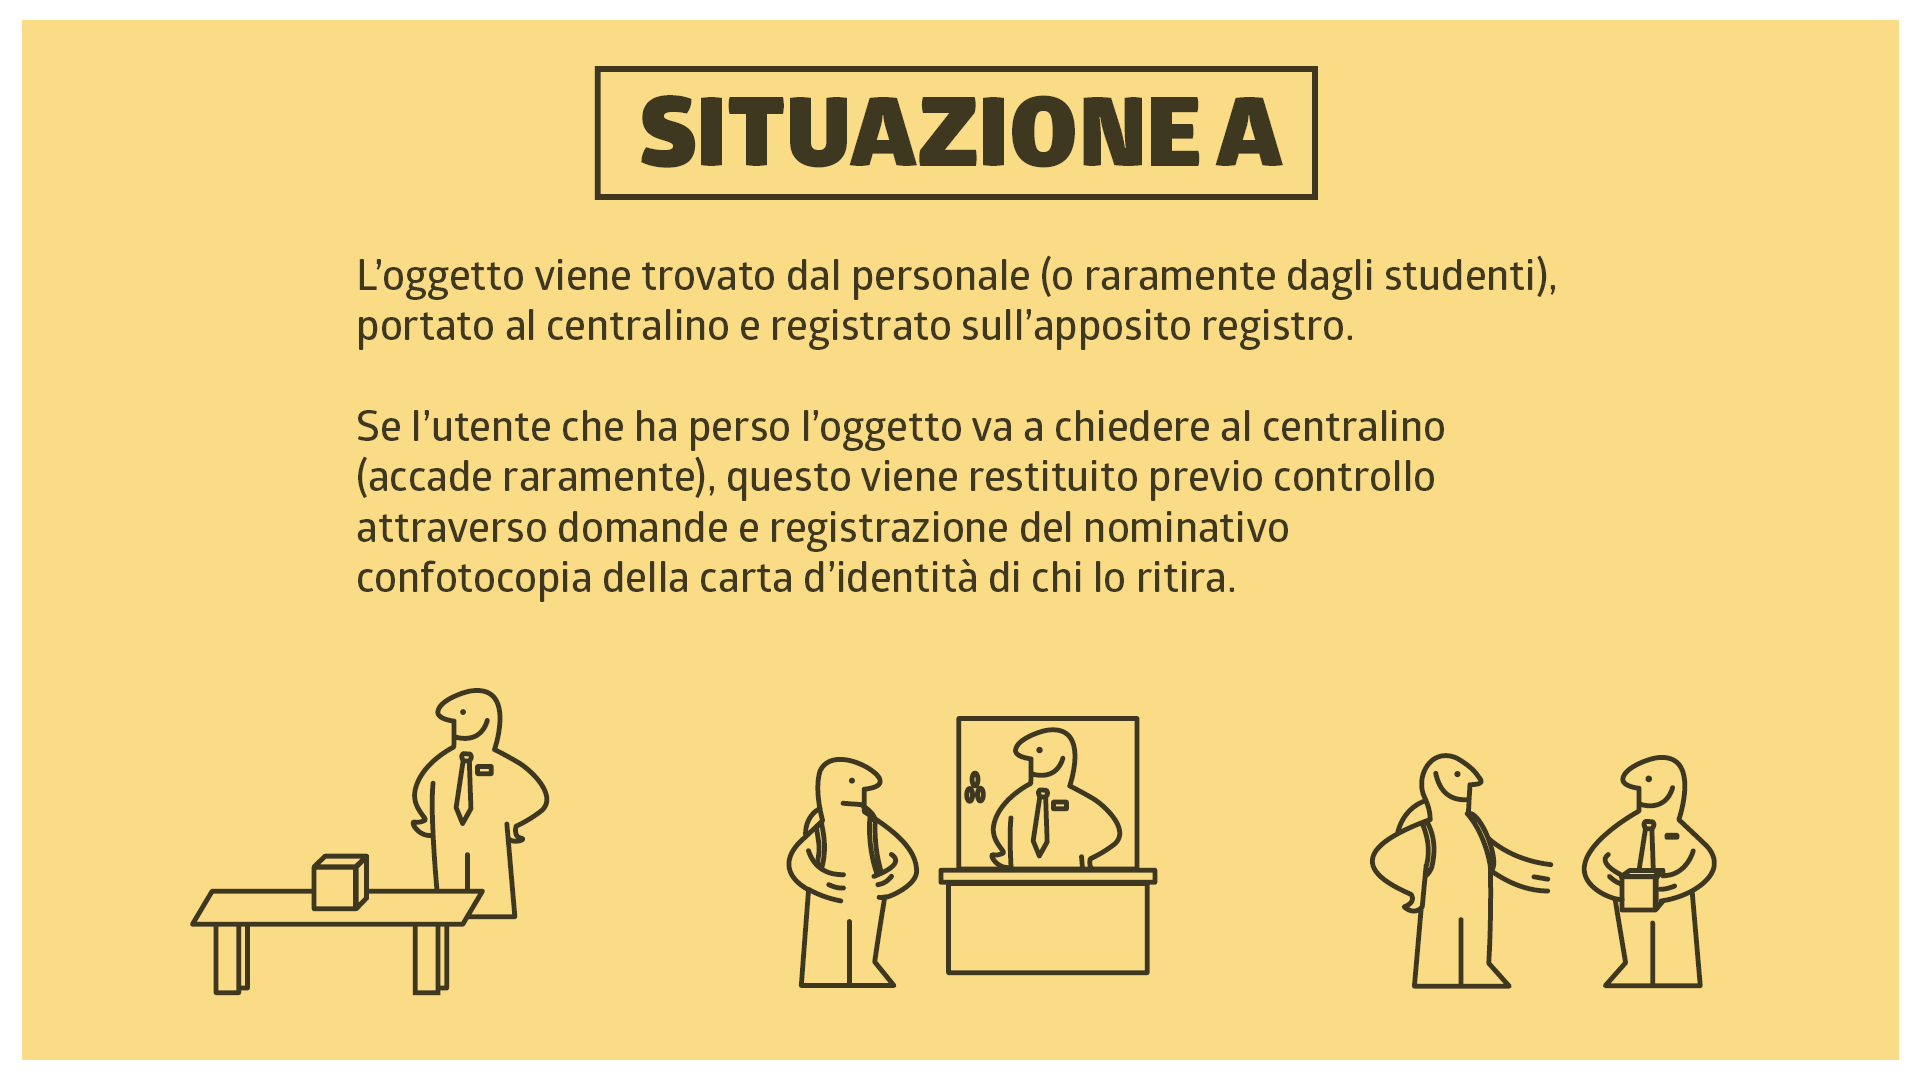 SITUAZIONE A
L’oggetto viene trovato dal personale (o raramente dagli studenti),
portato al centralino e registrato sull’apposito registro.
Se l’utente che ha perso l’oggetto va a chiedere al centralino
(accade raramente), questo viene restituito previo controllo
attraverso domande e registrazione del nominativo
confotocopia della carta d’identità di chi lo ritira.